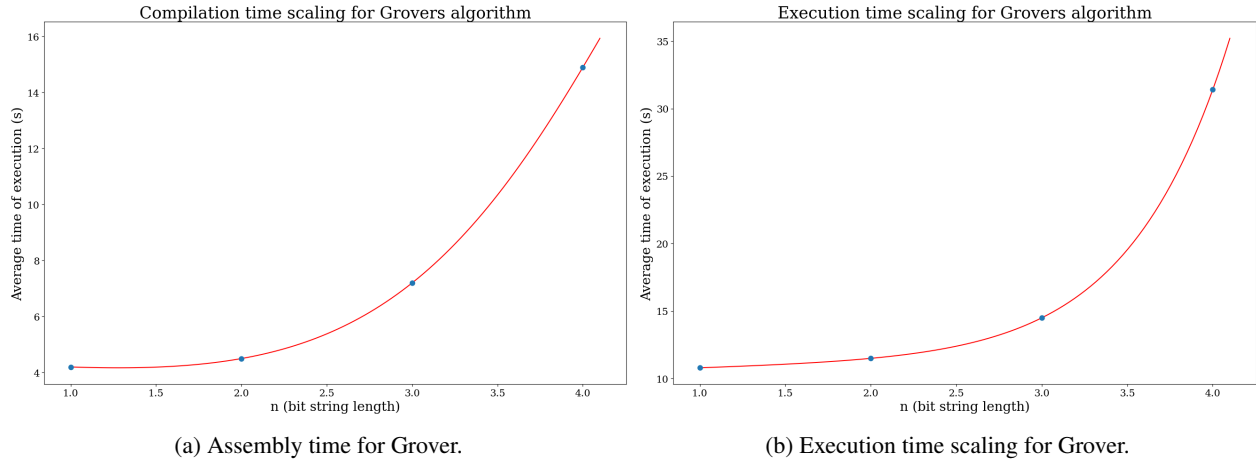 Compilation time scaling for Grovers algorithm
16
14
12
10
8
6
4
Average time of execution (s)
1.0 1.5 2.0 2.5 3.0 3.5 4.0
n (bit string length)
(a) Assembly time for Grover.
Execution time scaling for Grovers algorithm
35
30
25
20
15
10
Average time of execution (s)
1.0 1.5 2.0 2.5 3.0 3.5 4.0
n (bit string length)
(b) Execution time scaling for Grover.